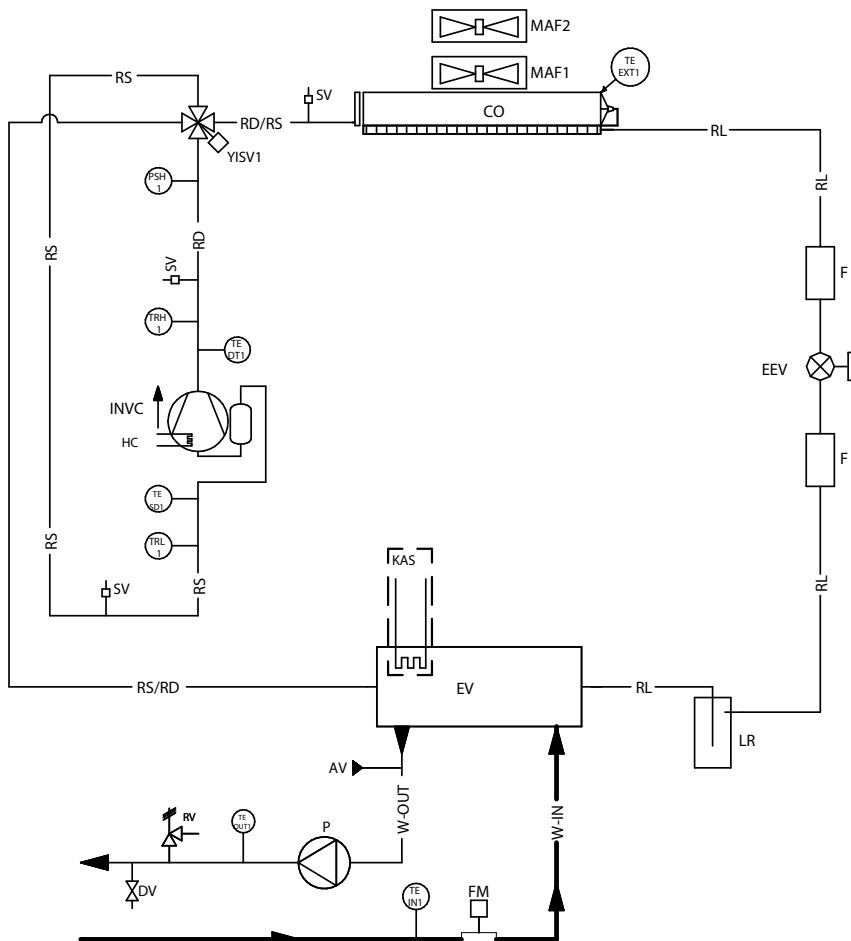 MAF2
TE
EXT1
RS
MAF1
SV
CO
RD/RS
RL
YISV1
PSH
1
RL
RD
RS
SV
F
TRH
1
TE
DT1
EEV
INVC
HC
F
TE
SD1
TRL
1
RS
RS
KAS
RL
SV
RS/RD
EV
RL
LR
AV
W-OUT
W-IN
RV
TE
OUT1
P
DV
TE
IN1
FM